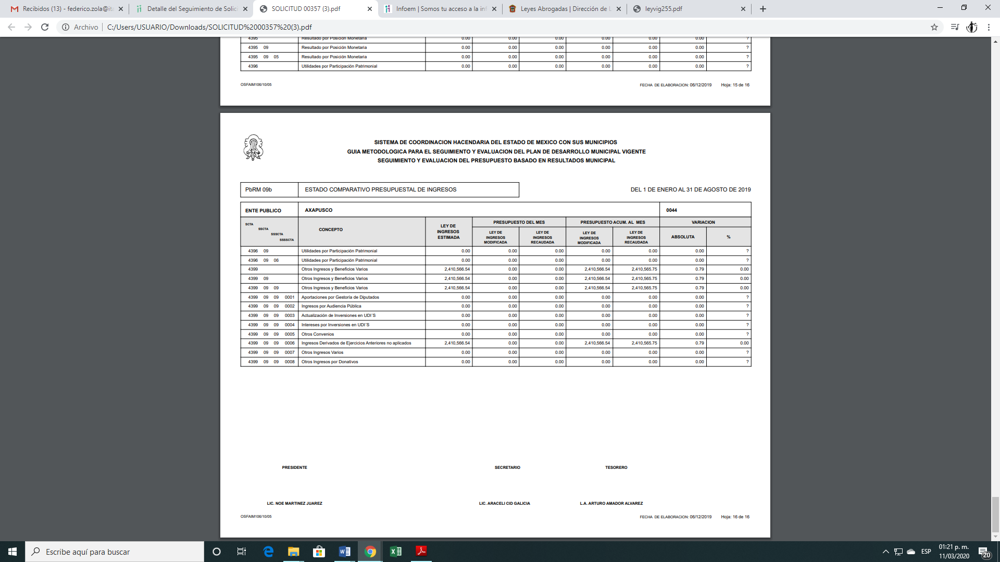 Recibidos (13) - federico.zola@it
Detalle del Seguimiento de Solici
SOLICITUD 00357 (3).pdf
Infoem | Somos tu acceso a la inf
Leyes Abrogadas | Dirección de L
leyvig255.pdf
Archivo C:/Users/USUARIO/Downloads/SOLICITUD%2000357%20(3).pdf
4395 Resultado por Posición Monetaria 0.00 0.00 0.00 0.00 0.00 0.00 ?
4395 09 Resultado por Posición Monetaria 0.00 0.00 0.00 0.00 0.00 0.00 ?
4395 09 05 Resultado por Posición Monetaria 0.00 0.00 0.00 0.00 0.00 0.00 ?
4396 Utilidades por Participación Patrimonial 0.00 0.00 0.00 0.00 0.00 0.00 ?
OSFAIM106/10/05 FECHA DE ELABORACION: 06/12/2019 Hoja: 15 de 16
SISTEMA DE COORDINACION HACENDARIA DEL ESTADO DE MEXICO CON SUS MUNICIPIOS
GUIA METODOLOGICA PARA EL SEGUIMIENTO Y EVALUACION DEL PLAN DE DESARROLLO MUNICIPAL VIGENTE
SEGUIMIENTO Y EVALUACION DEL PRESUPUESTO BASADO EN RESULTADOS MUNICIPAL
PbRM 09b ESTADO COMPARATIVO PRESUPUESTAL DE INGRESOS DEL 1 DE ENERO AL 31 DE AGOSTO DE 2019
ENTE PUBLICO AXAPUSCO 0044
SCTA
SSCTA
SSSCTA
SSSSCTA
CONCEPTO
LEY DE
INGRESOS
ESTIMADA
PRESUPUESTO DEL MES
LEY DE
INGRESOS
MODIFICADA
LEY DE
INGRESOS
RECAUDADA
PRESUPUESTO ACUM. AL MES
LEY DE
INGRESOS
MODIFICADA
LEY DE
INGRESOS
RECAUDADA
VARIACION
ABSOLUTA %
4396 09 Utilidades por Participación Patrimonial 0.00 0.00 0.00 0.00 0.00 0.00 ?
4396 09 06 Utilidades por Participación Patrimonial 0.00 0.00 0.00 0.00 0.00 0.00 ?
4399 Otros Ingresos y Beneficios Varios 2,410,566.54 0.00 0.00 2,410,566.54 2,410,565.75 0.79 0.00
4399 09 Otros Ingresos y Beneficios Varios 2,410,566.54 0.00 0.00 2,410,566.54 2,410,565.75 0.79 0.00
4399 09 09 Otros Ingresos y Beneficios Varios 2,410,566.54 0.00 0.00 2,410,566.54 2,410,565.75 0.79 0.00
4399 09 09 0001 Aportaciones por Gestoría de Diputados 0.00 0.00 0.00 0.00 0.00 0.00 ?
4399 09 09 0002 Ingresos por Audiencia Pública 0.00 0.00 0.00 0.00 0.00 0.00 ?
4399 09 09 0003 Actualización de Inversiones en UDI´S 0.00 0.00 0.00 0.00 0.00 0.00 ?
4399 09 09 0004 Intereses por Inversiones en UDI´S 0.00 0.00 0.00 0.00 0.00 0.00 ?
4399 09 09 0005 Otros Convenios 0.00 0.00 0.00 0.00 0.00 0.00 ?
4399 09 09 0006 Ingresos Derivados de Ejercicios Anteriores no aplicados 2,410,566.54 0.00 0.00 2,410,566.54 2,410,565.75 0.79 0.00
4399 09 09 0007 Otros Ingresos Varios 0.00 0.00 0.00 0.00 0.00 0.00 ?
4399 09 09 0008 Otros Ingresos por Donativos 0.00 0.00 0.00 0.00 0.00 0.00 ?
PRESIDENTE SECRETARIO TESORERO
LIC. NOE MARTINEZ JUAREZ LIC. ARACELI CID GALICIA L.A. ARTURO AMADOR ALVAREZ
OSFAIM106/10/05 FECHA DE ELABORACION: 06/12/2019 Hoja: 16 de 16
Escribe aquí para buscar
ESP
01:21 p. m.
11/03/2020
20